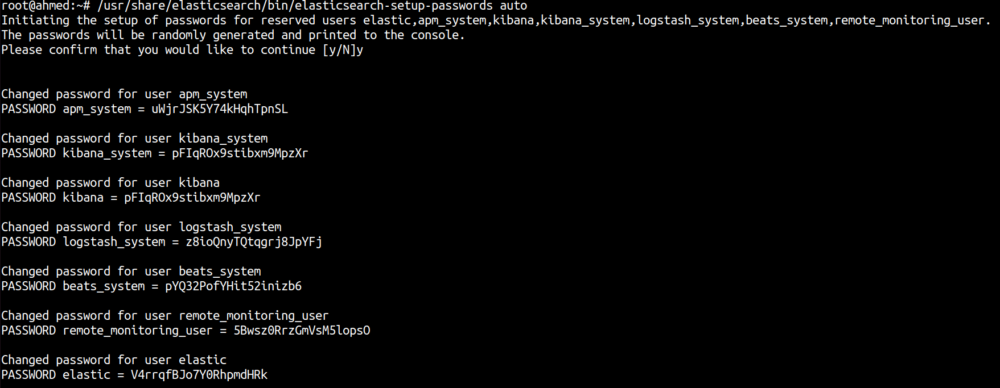 root@ahmed:~# /usr/share/elasticsearch/bin/elasticsearch-setup-passwords auto
Initiating the setup of passwords for reserved users elastic,apm_system,kibana,kibana_system,logstash_system,beats_system,remote_monitoring_user.
The passwords will be randomly generated and printed to the console.
Please confirm that you would like to continue [y/N]y
Changed password for user apm_system
PASSWORD apm_system = uWjrJSK5Y74kHqhTpnSL
Changed password for user kibana_system
PASSWORD kibana_system = pFIqROx9stibxm9MpzXr
Changed password for user kibana
PASSWORD kibana = pFIqROx9stibxm9MpzXr
Changed password for user logstash_system
PASSWORD logstash_system = z8ioQnyTQtqgrj8JpYFj
Changed password for user beats_system
PASSWORD beats_system = pYQ32PofYHit52inizb6
Changed password for user remote_monitoring_user
PASSWORD remote_monitoring_user = 5Bwsz0RrzGmVsM5lopsO
Changed password for user elastic
PASSWORD elastic = V4rrqfBJo7Y0RhpmdHRk